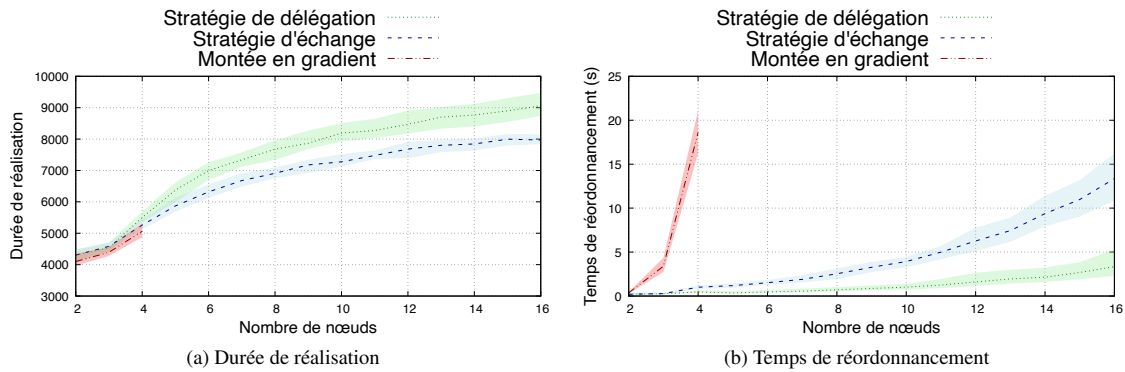 Stratégie de délégation
Stratégie d'échange
Montée en gradient
10000
9000
8000
7000
6000
5000
4000
3000
2 4 6 8 10 12 14 16
Durée de réalisation
Nombre de nœuds
(a) Durée de réalisation
Stratégie de délégation
Stratégie d'échange
Montée en gradient
25
20
15
10
5
0
2 4 6 8 10 12 14 16
Temps de réordonnancement (s)
Nombre de nœuds
(b) Temps de réordonnancement